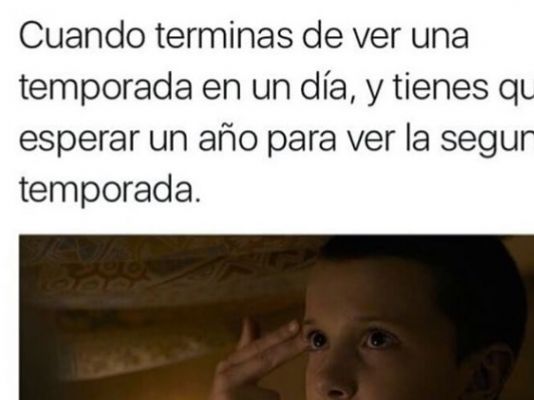 Cuando terminas de ver una
temporada en un día, y tienes qu
esperar un año para ver la segun
temporada.